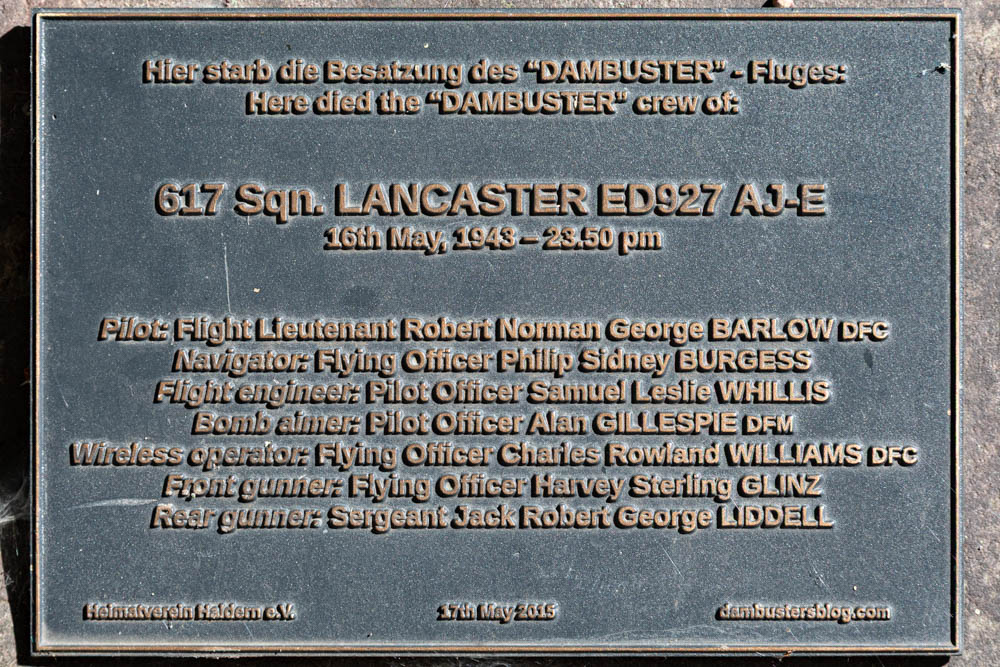 Hier starb die Besatzung des “DAMBUSTER” - Fluges:
Here died the “DAMBUSTER” crew of:
617 Sqn. LANCASTER ED927 AJ-E
16th May, 1943 – 23.50 pm
Pilot: Flight Lieutenant Robert Norman George BARLOW DFC
Navigator: Flying Officer Philip Sidney BURGESS
Flight engineer: Pilot Officer Samuel Leslie WHILLIS
Bomb aimer: Pilot Officer Alan GILLESPIE DFM
Wireless operator: Flying Officer Charles Rowland WILLIAMS DFC
Front gunner: Flying Officer Harvey Sterling GLINZ
Rear gunner: Sergeant Jack Robert George LIDDELL
Heimatverein Haldern e.V. 17th May 2015 dambustersblog.com